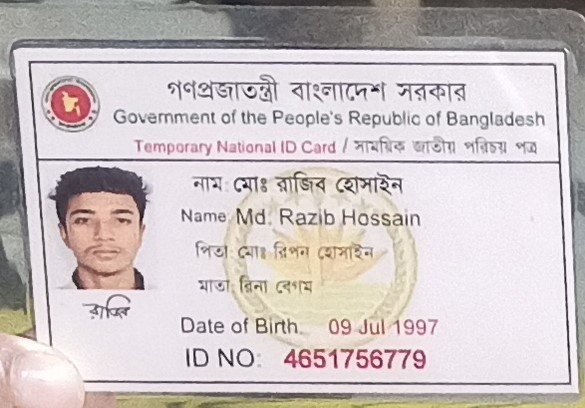 গণপ্রজাতন্ত্রী বাংলাদেশ সরকার
Government of the People's Republic of Bangladesh
Temporary National ID Card / সাময়িক জাতীয় পরিচয় পত্র
নাম: মোঃ রাজিব হোসাইন
Name: Md. Razib Hossain
পিতা: মোঃ রিপন হোসাইন
মাতা: রিনা বেগম
রাজিব
Date of Birth: 09 Jul 1997
ID NO: 4651756779